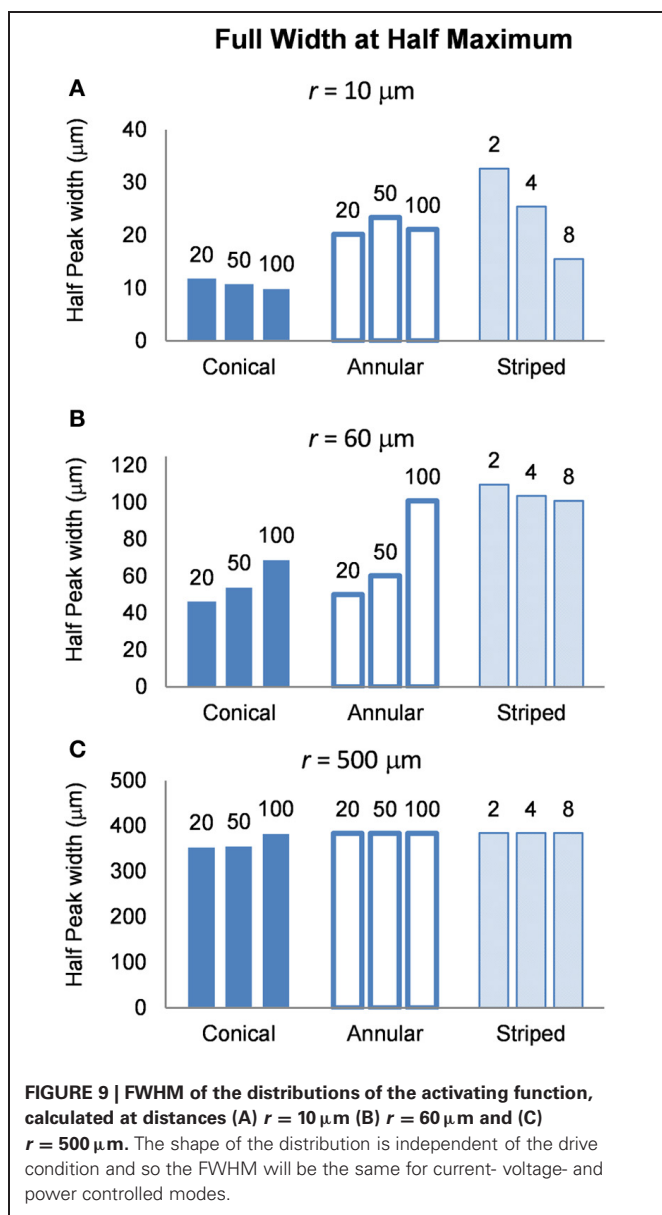 Full Width at Half Maximum
A
r = 10 µm
Half Peak width (µm)
40
30
20
10
0
20 50 100
20 50 100
2 4 8
Conical Annular Striped
B
r = 60 µm
Half Peak width (µm)
120
100
80
60
40
20
0
20 50 100
20 50 100
2 4 8
Conical Annular Striped
C
r = 500 µm
Half Peak width (µm)
500
400
300
200
100
0
20 50 100
20 50 100
2 4 8
Conical Annular Striped
FIGURE 9 | FWHM of the distributions of the activating function,
calculated at distances (A) r = 10 µm (B) r = 60 µm and (C)
r = 500 µm. The shape of the distribution is independent of the drive
condition and so the FWHM will be the same for current- voltage- and
power controlled modes.